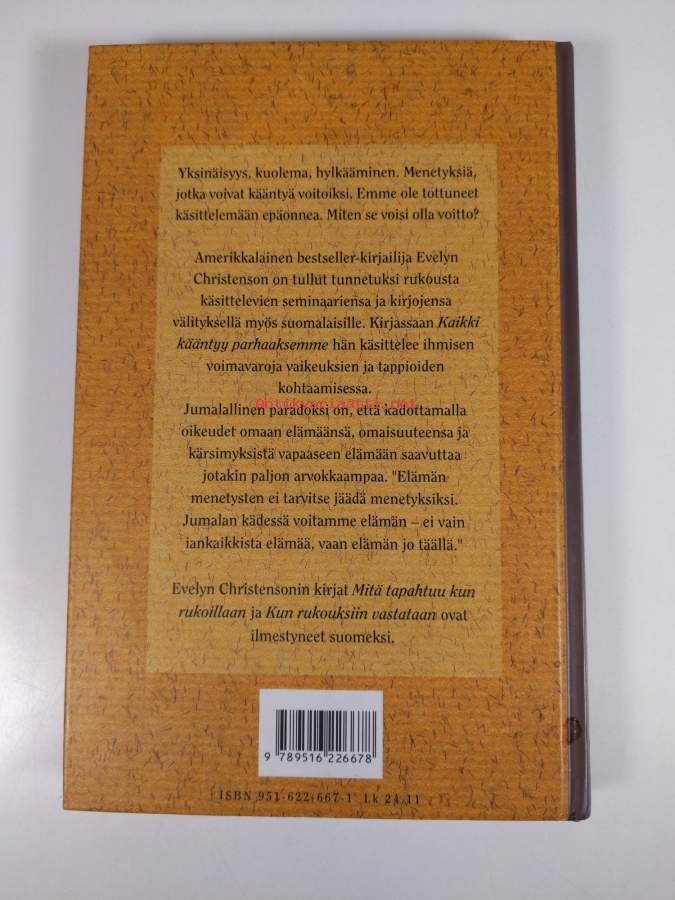 Yksinäisyys, kuolema, hylkääminen. Menetyksiä,
jotka voivat kääntyä voitoiksi. Emme ole tottuneet
käsittelemään epäonnea. Miten se voisi olla voitto?
Amerikkalainen bestseller-kirjailija Evelyn
Christenson on tullut tunnetuksi rukousta
käsittelevien seminaariensa ja kirjojensa
välityksellä myös suomalaisille. Kirjassaan Kaikki
kääntyy parhaaksemme hän käsittelee ihmisen
voimavaroja vaikeuksien ja tappioiden
kohtaamisessa.
Antikvariaatti.net
Jumalallinen paradoksi on, että kadottamalla
oikeudet omaan elämäänsä, omaisuuteensa ja
kärsimyksistä vapaaseen elämään saavuttaa
jotakin paljon arvokkaampaa. "Elämän
menetysten ei tarvitse jäädä menetyksiksi.
Jumalan kädessä voitamme elämän – ei vain
iankaikkista elämää, vaan elämän jo täällä."
Evelyn Christensonin kirjat Mitä tapahtuu kun
rukoillaan ja Kun rukouksiin vastataan ovat
ilmestyneet suomeksi.
9 789516 226678
ISBN 951-622-667-1 Lk 24.11